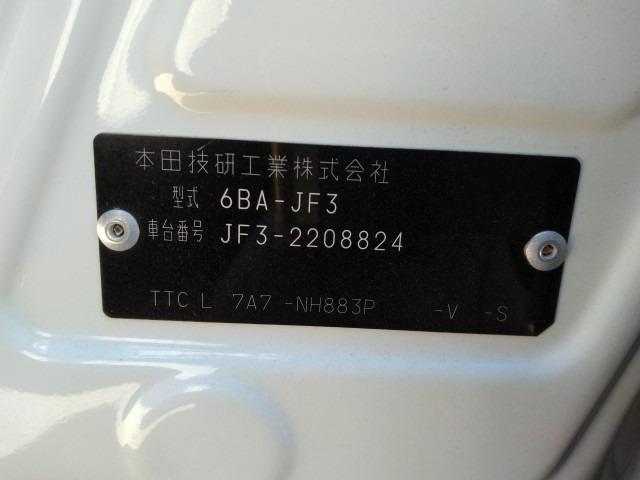 本田技研工業株式会社
型式 6BA-JF3
車台番号 JF3-2208824
TTC L 7A7 -NH883P -V -S